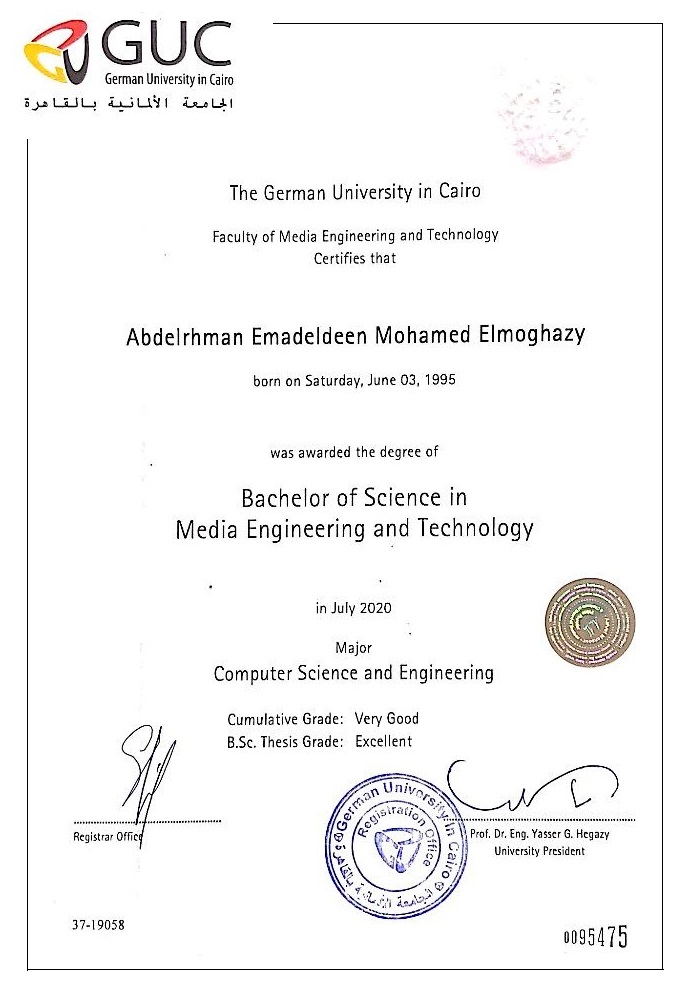 GUC
German University in Cairo
الجامعة الألمانية بالقاهرة
The German University in Cairo
Faculty of Media Engineering and Technology
Certifies that
Abdelrhman Emadeldeen Mohamed Elmoghazy
born on Saturday, June 03, 1995
was awarded the degree of
Bachelor of Science in
Media Engineering and Technology
in July 2020
Major
Computer Science and Engineering
Cumulative Grade: Very Good
B.Sc. Thesis Grade: Excellent
Registrar Office
German University in Cairo
Registration Office
الجامعة الألمانية بالقاهرة
Prof. Dr. Eng. Yasser G. Hegazy
University President
37-19058
0095475